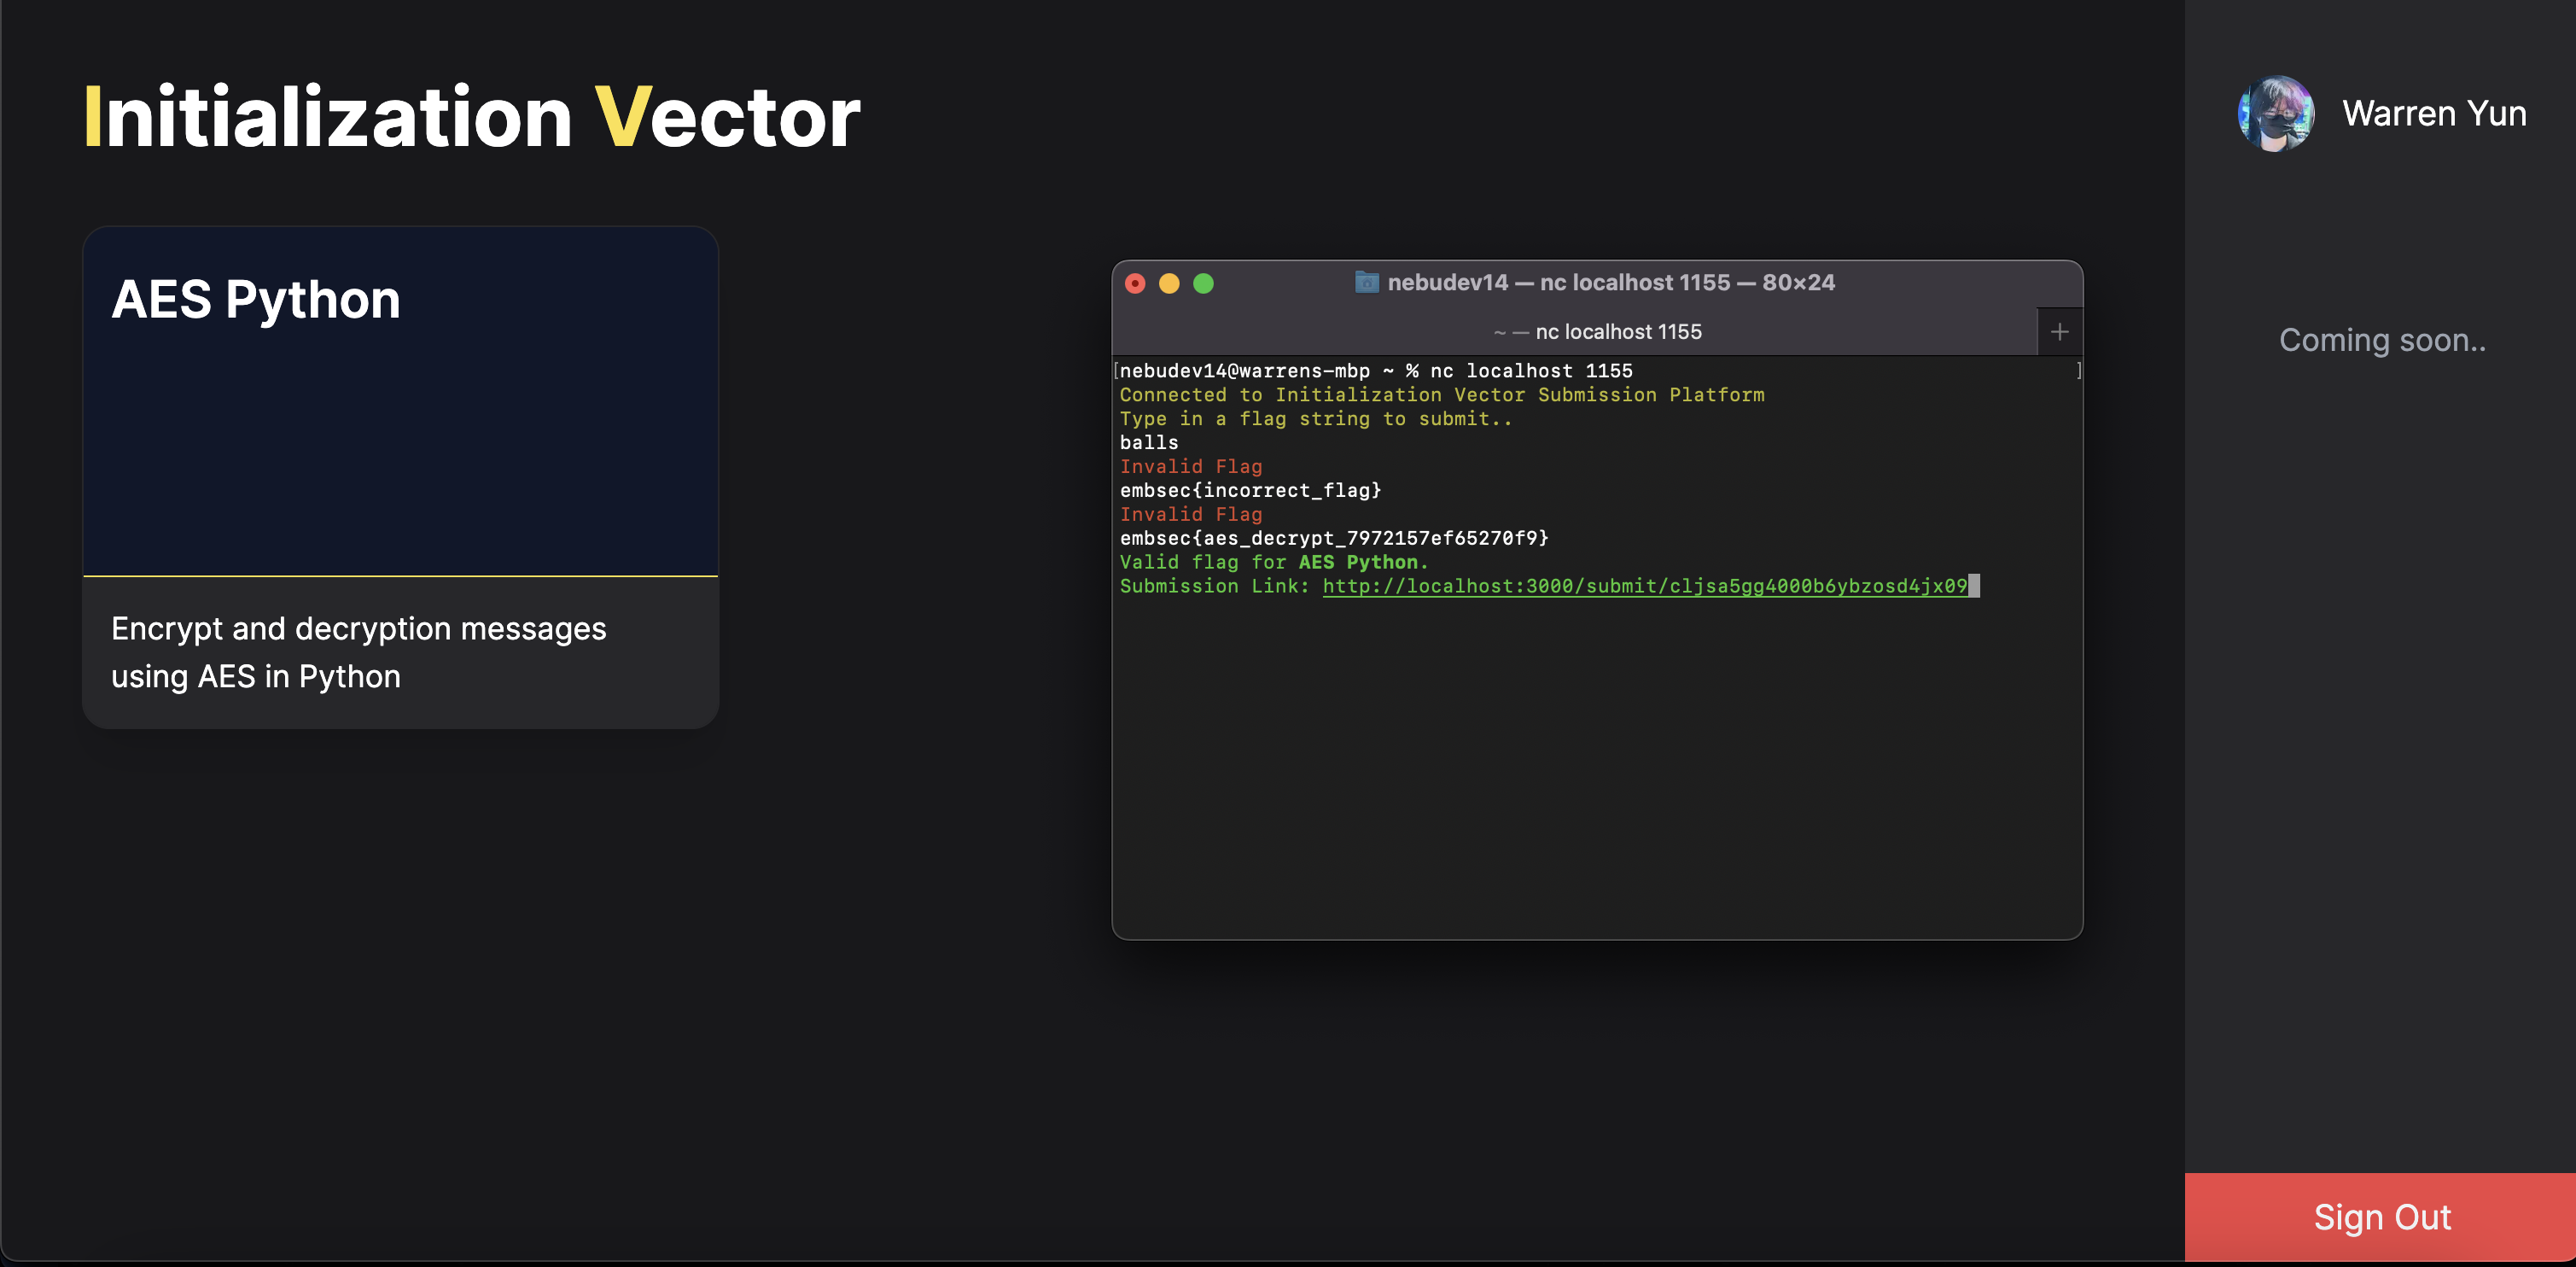 Initialization Vector
Warren Yun
AES Python
Encrypt and decryption messages
using AES in Python
nebudev14 — nc localhost 1155 — 80×24
~ — nc localhost 1155
+
[nebudev14@warrens-mbp ~ % nc localhost 1155 ]
Connected to Initialization Vector Submission Platform
Type in a flag string to submit..
balls
Invalid Flag
embsec{incorrect_flag}
Invalid Flag
embsec{aes_decrypt_7972157ef65270f9}
Valid flag for AES Python.
Submission Link: http://localhost:3000/submit/cljsa5gg4000b6ybzosd4jx09
Coming soon..
Sign Out